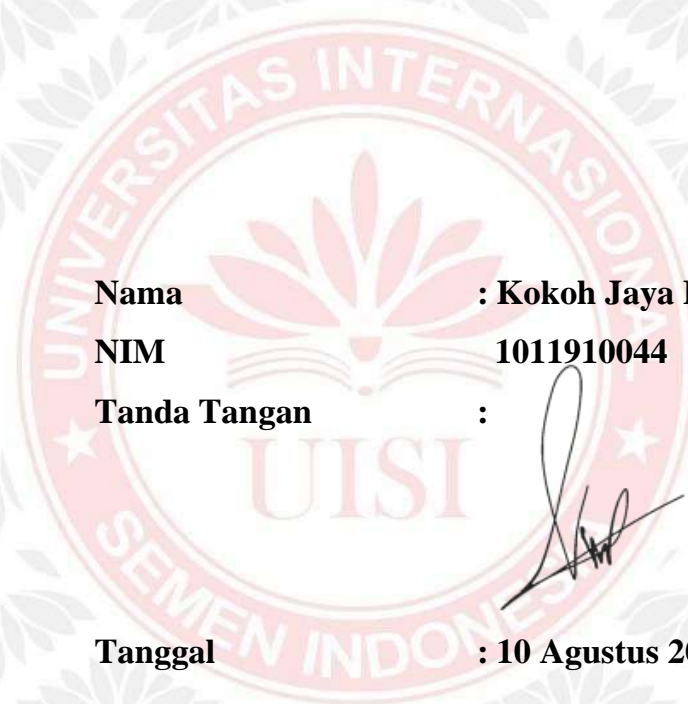 UNIVERSITAS INTERNASIONAL
Nama : Kokoh Jaya
NIM 1011910044
Tanda Tangan :
UISI
Tanggal : 10 Agustus
SEMEN INDONESIA